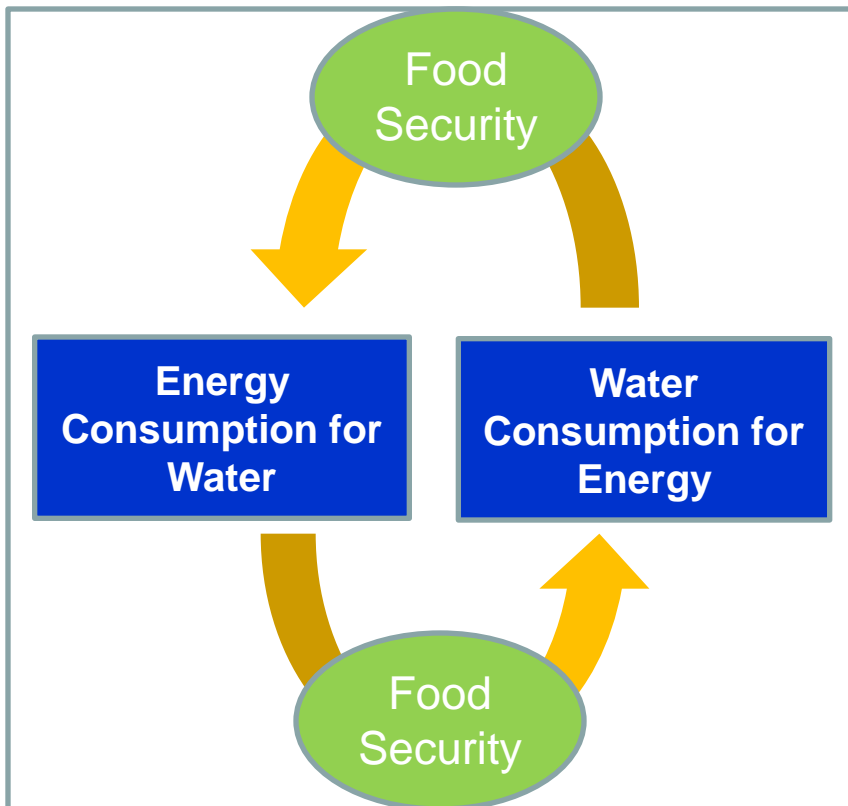 Food
Security
Energy
Consumption for
Water
Water
Consumption for
Energy
Food
Security